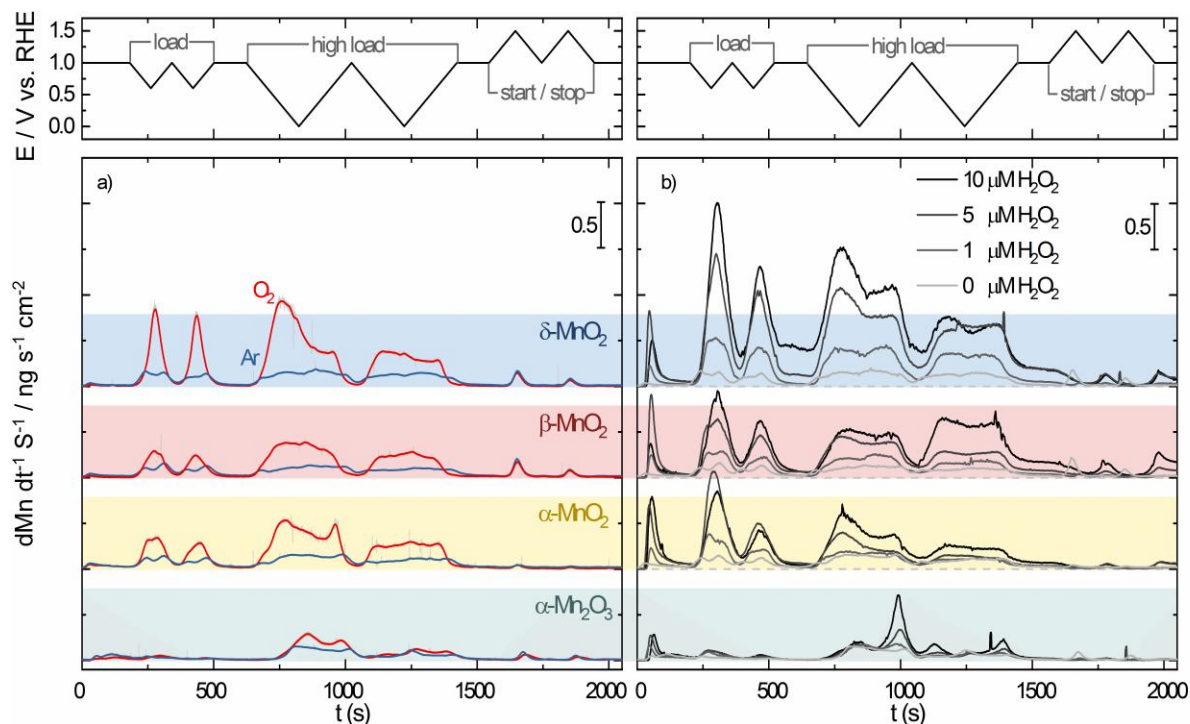 E / V vs. RHE
1.5
1.0
0.5
0.0
load
high load
start / stop
load
high load
start / stop
dMn dt⁻¹ S⁻¹ / ng s⁻¹ cm⁻²
a)
0.5
O₂
Ar
δ-MnO₂
β-MnO₂
α-MnO₂
α-Mn₂O₃
0 500 1000 1500 2000
t (s)
b)
10 μM H₂O₂
5 μM H₂O₂
1 μM H₂O₂
0 μM H₂O₂
0.5
0 500 1000 1500 2000
t (s)